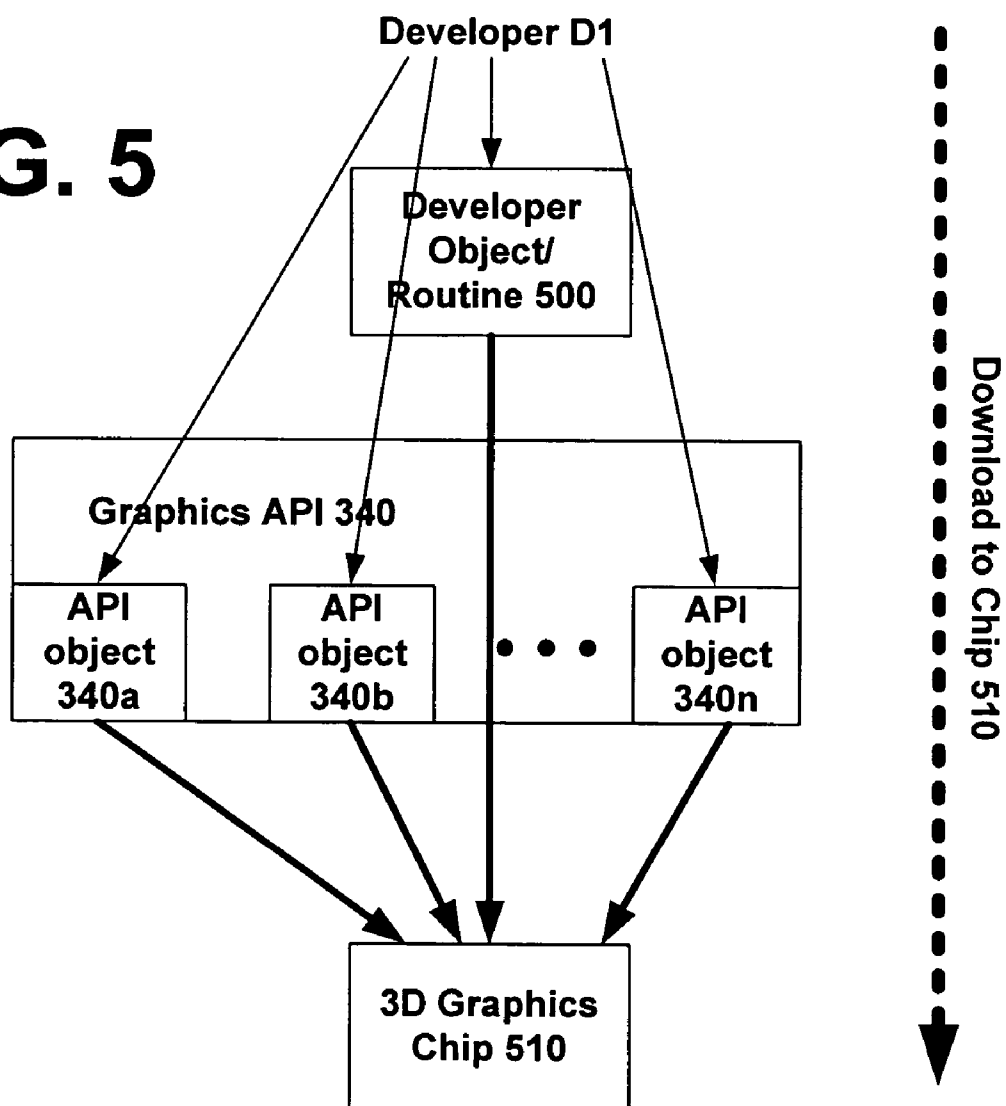 Developer D1
G. 5
Developer
Object/
Routine 500
Graphics API 340
API
object
340a
API
object
340b
API
object
340n
3D Graphics
Chip 510
Download to Chip 510